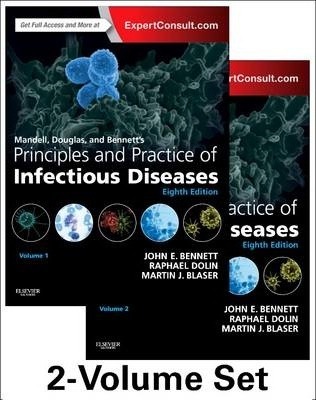 Get Full Access and More at
ExpertConsult.com
Mandell, Douglas, and Bennett's
Principles and Practice of
Infectious Diseases
Eighth Edition
Volume 1
JOHN E. BENNETT
RAPHAEL DOLIN
MARTIN J. BLASER
ELSEVIER
ExpertConsult.com
actice of
seases
Eighth Edition
Volume 2
JOHN E. BENNETT
RAPHAEL DOLIN
MARTIN J. BLASER
ELSEVIER
2-Volume Set